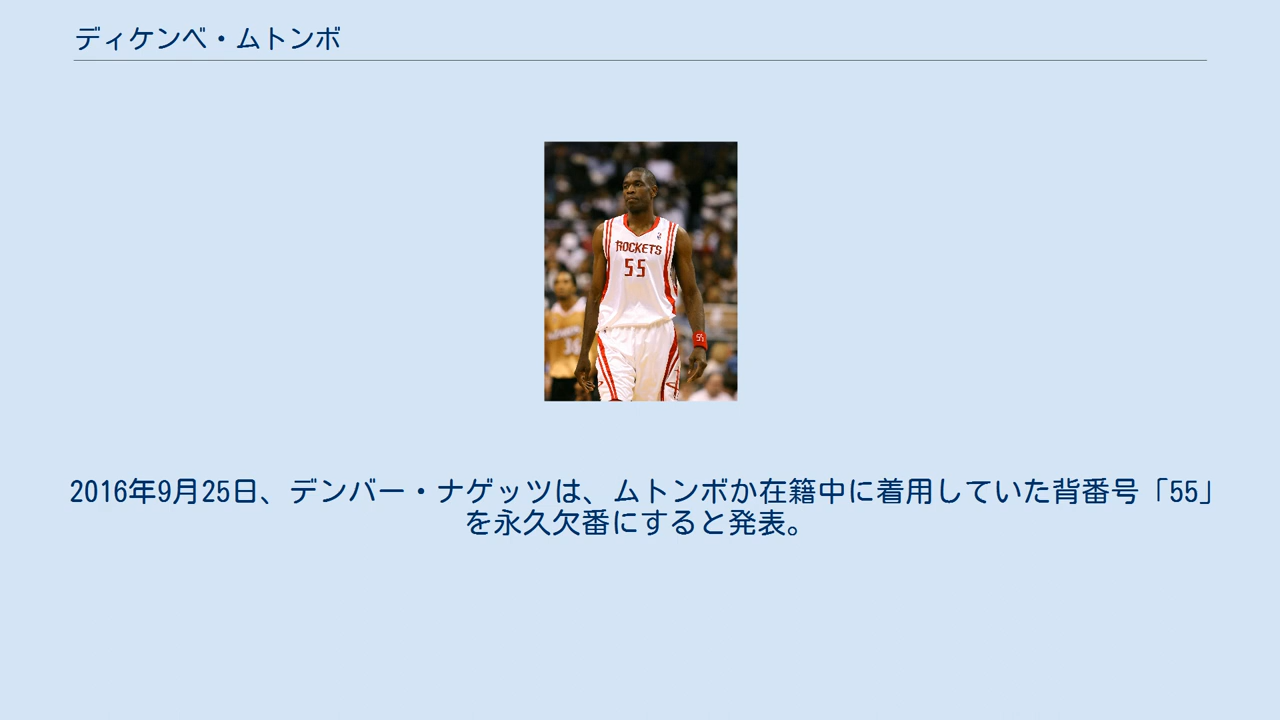 ディケンベ・ムトンボ
ROCKETS
55
55
2016年9月25日、デンバー・ナゲッツは、ムトンボか在籍中に着用していた背番号「55」
を永久欠番にすると発表。